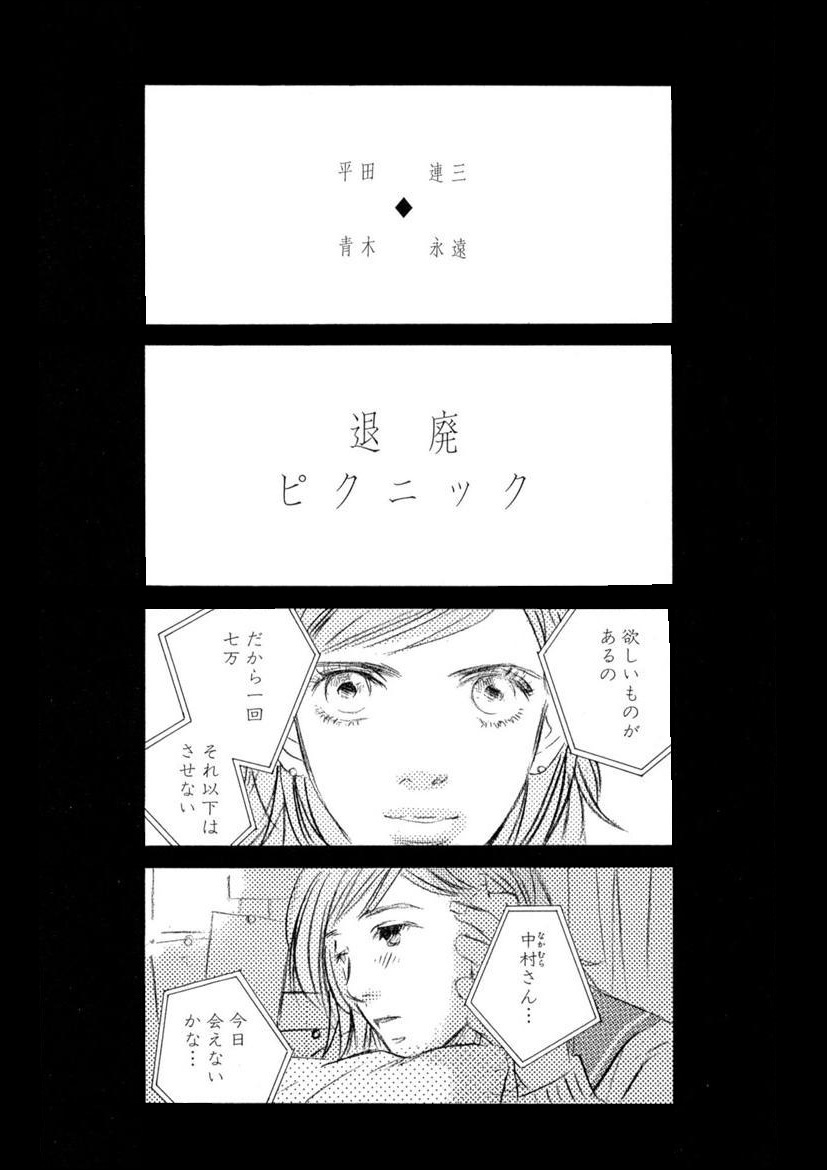 平田 連三
◆
青木 永遠
退廃
ピクニック
欲しいものが
あるの
だから一回
七万
それ以下は
させない
中村さん…
なかむら
今日
会えない
かな…